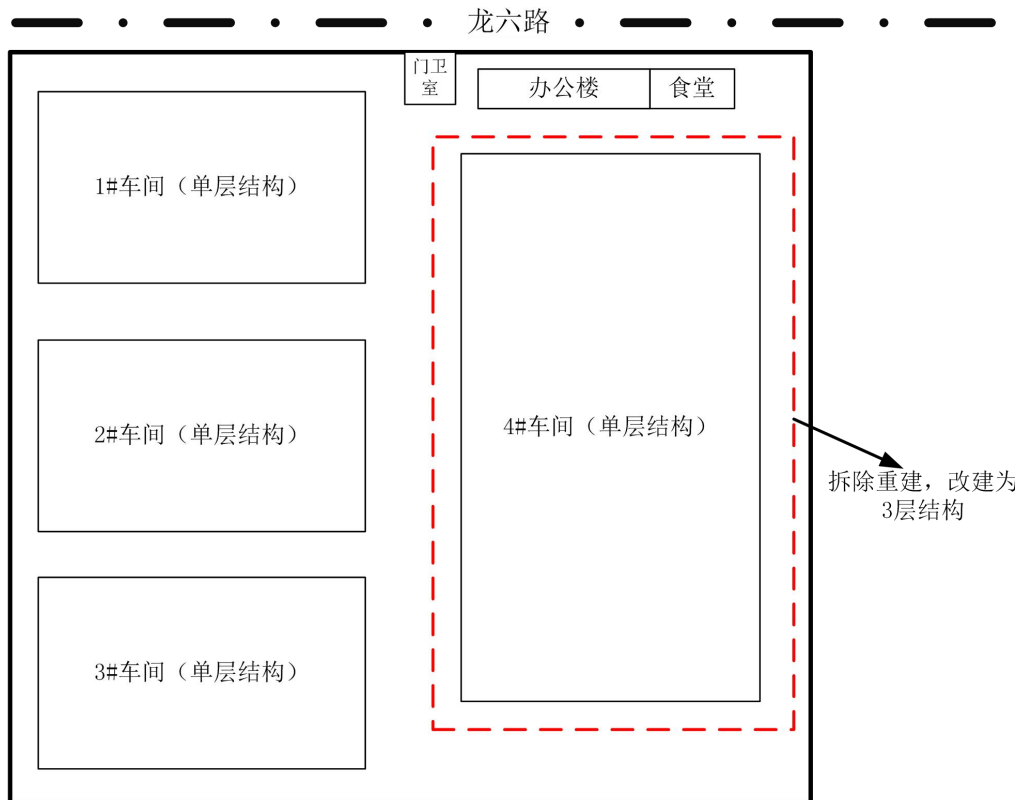 龙六路
门卫
室
办公楼
食堂
1#车间（单层结构）
2#车间（单层结构）
4#车间（单层结构）
拆除重建，改建为
3层结构
3#车间（单层结构）